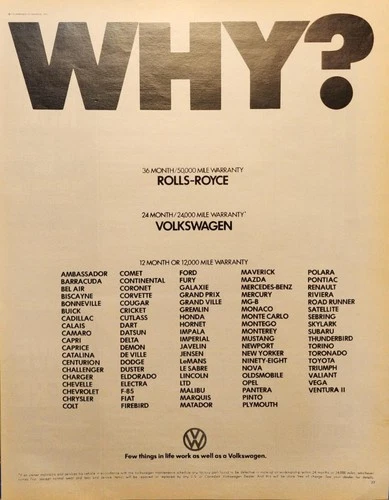 WHY?
36 MONTH/50,000 MILE WARRANTY
ROLLS-ROYCE
24 MONTH/24,000 MILE WARRANTY*
VOLKSWAGEN
12 MONTH OR 12,000 MILE WARRANTY
AMBASSADOR
BARRACUDA
BEL AIR
BISCAYNE
BONNEVILLE
BUICK
CADILLAC
CALAIS
CAMARO
CAPRI
CAPRICE
CATALINA
CENTURION
CHALLENGER
CHARGER
CHEVELLE
CHEVROLET
CHRYSLER
COLT
COMET
CONTINENTAL
CORONET
CORVETTE
COUGAR
CRICKET
CUTLASS
DART
DATSUN
DELTA
DEMON
DE VILLE
DODGE
DUSTER
ELDORADO
ELECTRA
F-85
FIAT
FIREBIRD
FORD
FURY
GALAXIE
GRAND PRIX
GRAND VILLE
GREMLIN
HONDA
HORNET
IMPALA
IMPERIAL
JAVELIN
JENSEN
LeMANS
LE SABRE
LINCOLN
LTD
MALIBU
MARQUIS
MATADOR
MAVERICK
MAZDA
MERCEDES-BENZ
MERCURY
MG-B
MONACO
MONTE CARLO
MONTEGO
MONTEREY
MUSTANG
NEWPORT
NEW YORKER
NINETY-EIGHT
NOVA
OLDSMOBILE
OPEL
PANTERA
PINTO
PLYMOUTH
POLARA
PONTIAC
RENAULT
RIVIERA
ROAD RUNNER
SATELLITE
SEBRING
SKYLARK
SUBARU
THUNDERBIRD
TORINO
TORONADO
TOYOTA
TRIUMPH
VALIANT
VEGA
VENTURA II
VW
Few things in life work as well as a Volkswagen.